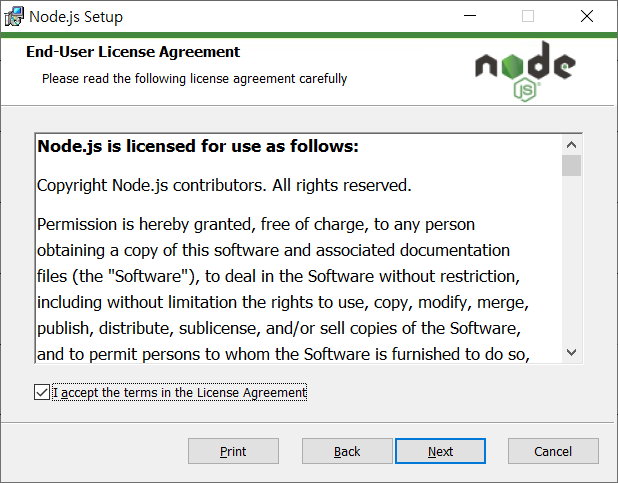 Node.js Setup
End-User License Agreement
Please read the following license agreement carefully
node
JS
Node.js is licensed for use as follows:
Copyright Node.js contributors. All rights reserved.
Permission is hereby granted, free of charge, to any person
obtaining a copy of this software and associated documentation
files (the "Software"), to deal in the Software without restriction,
including without limitation the rights to use, copy, modify, merge,
publish, distribute, sublicense, and/or sell copies of the Software,
and to permit persons to whom the Software is furnished to do so,
I accept the terms in the License Agreement
Print Back Next Cancel